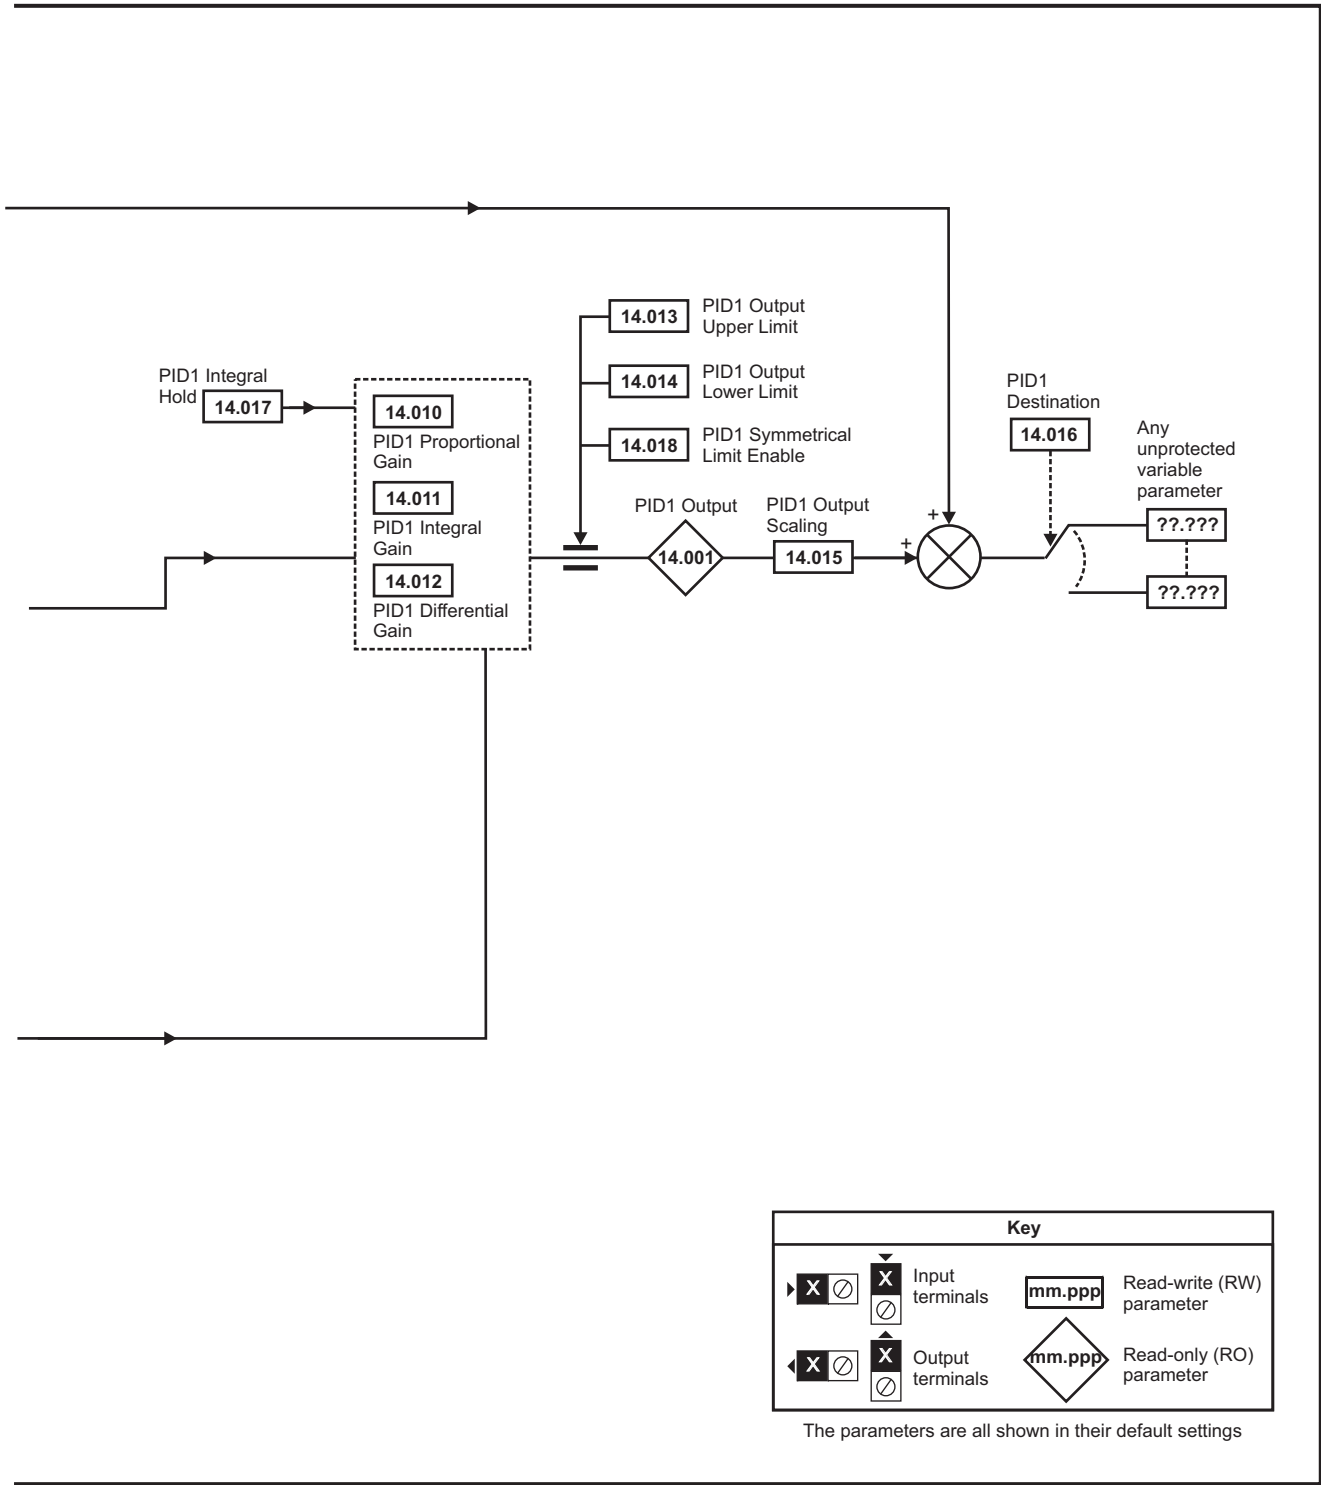 PID1 Integral
Hold
14.017
14.010
PID1 Proportional
Gain
14.011
PID1 Integral
Gain
14.012
PID1 Differential
Gain
14.013
PID1 Output
Upper Limit
14.014
PID1 Output
Lower Limit
14.018
PID1 Symmetrical
Limit Enable
PID1 Output
14.001
PID1 Output
Scaling
14.015
+
+
PID1
Destination
14.016
Any
unprotected
variable
parameter
??.???
??.???
Key
X
X
Input
terminals
mm.ppp
Read-write (RW)
parameter
X
X
Output
terminals
mm.ppp
Read-only (RO)
parameter
The parameters are all shown in their default settings